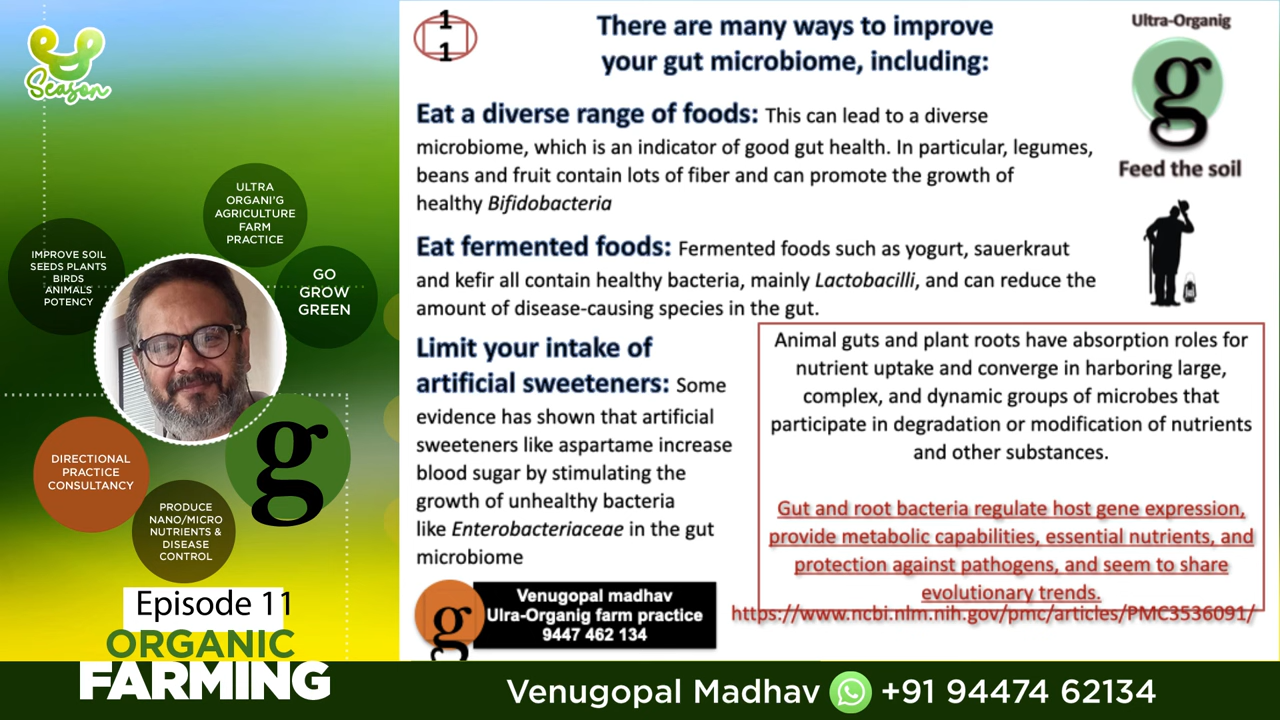 Season
ULTRA
ORGANI'G
AGRICULTURE
FARM
PRACTICE
IMPROVE SOIL
SEEDS PLANTS
BIRDS
ANIMALS
POTENCY
GO
GROW
GREEN
g
DIRECTIONAL
PRACTICE
CONSULTANCY
PRODUCE
NANO/MICRO
NUTRIENTS &
DISEASE
CONTROL
Episode 11
ORGANIC
FARMING
1
1
There are many ways to improve
your gut microbiome, including:
Ultra-Organig
g
Feed the soil
Eat a diverse range of foods: This can lead to a diverse
microbiome, which is an indicator of good gut health. In particular, legumes,
beans and fruit contain lots of fiber and can promote the growth of
healthy Bifidobacteria
Eat fermented foods: Fermented foods such as yogurt, sauerkraut
and kefir all contain healthy bacteria, mainly Lactobacilli, and can reduce the
amount of disease-causing species in the gut.
Limit your intake of
artificial sweeteners: Some
evidence has shown that artificial
sweeteners like aspartame increase
blood sugar by stimulating the
growth of unhealthy bacteria
like Enterobacteriaceae in the gut
microbiome
Animal guts and plant roots have absorption roles for
nutrient uptake and converge in harboring large,
complex, and dynamic groups of microbes that
participate in degradation or modification of nutrients
and other substances.
Gut and root bacteria regulate host gene expression,
provide metabolic capabilities, essential nutrients, and
protection against pathogens, and seem to share
evolutionary trends.
https://www.ncbi.nlm.nih.gov/pmc/articles/PMC3536091/
g
Venugopal madhav
Ulra-Organig farm practice
9447 462 134
Venugopal Madhav +91 94474 62134